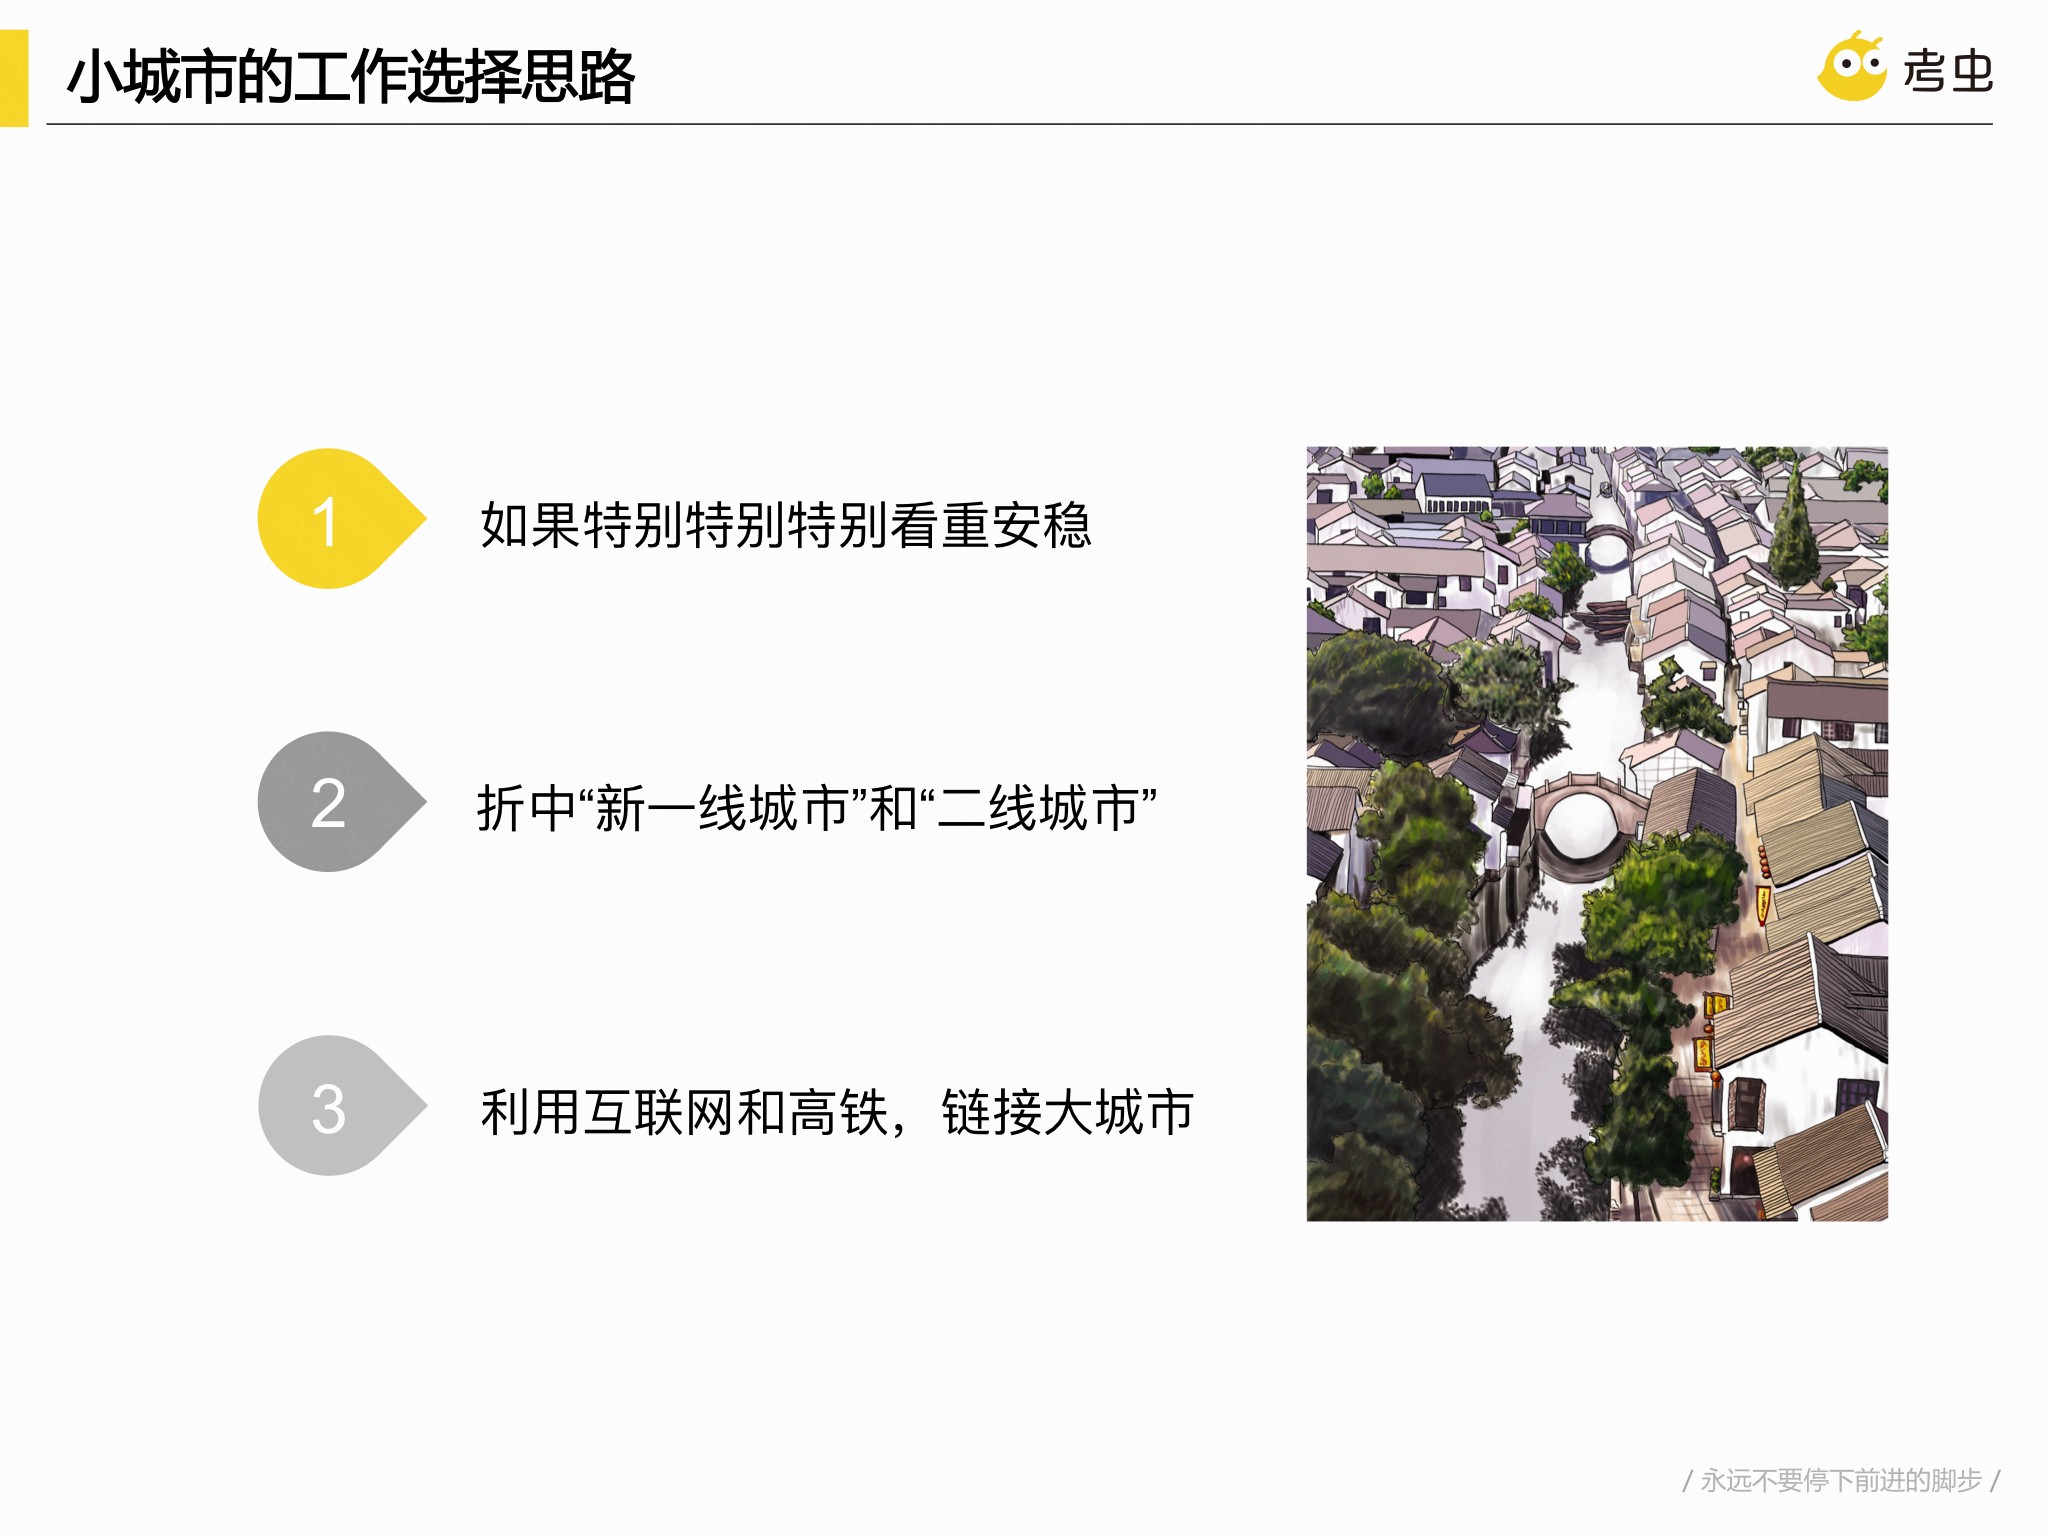 小城市的工作选择思路
考虫
1
如果特别特别特别看重安稳
2
折中“新一线城市”和“二线城市”
3
利用互联网和高铁，链接大城市
/ 永远不要停下前进的脚步 /